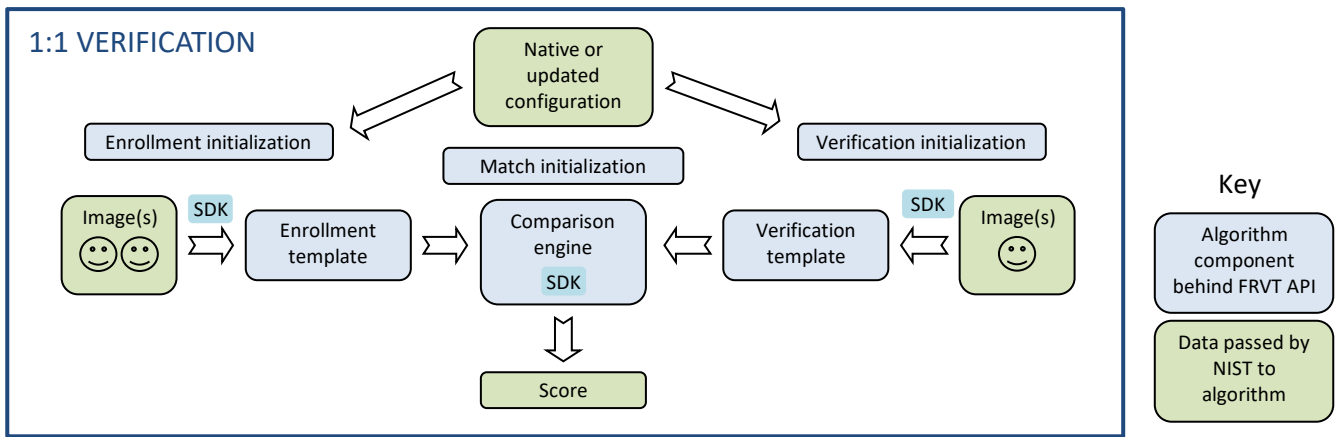 1:1 VERIFICATION
Native or
updated
configuration
Enrollment initialization
Match initialization
Verification initialization
Image(s)
SDK
Enrollment
template
Comparison
engine
SDK
Verification
template
SDK
Image(s)
Score
Key
Algorithm
component
behind FRVT API
Data passed by
NIST to
algorithm